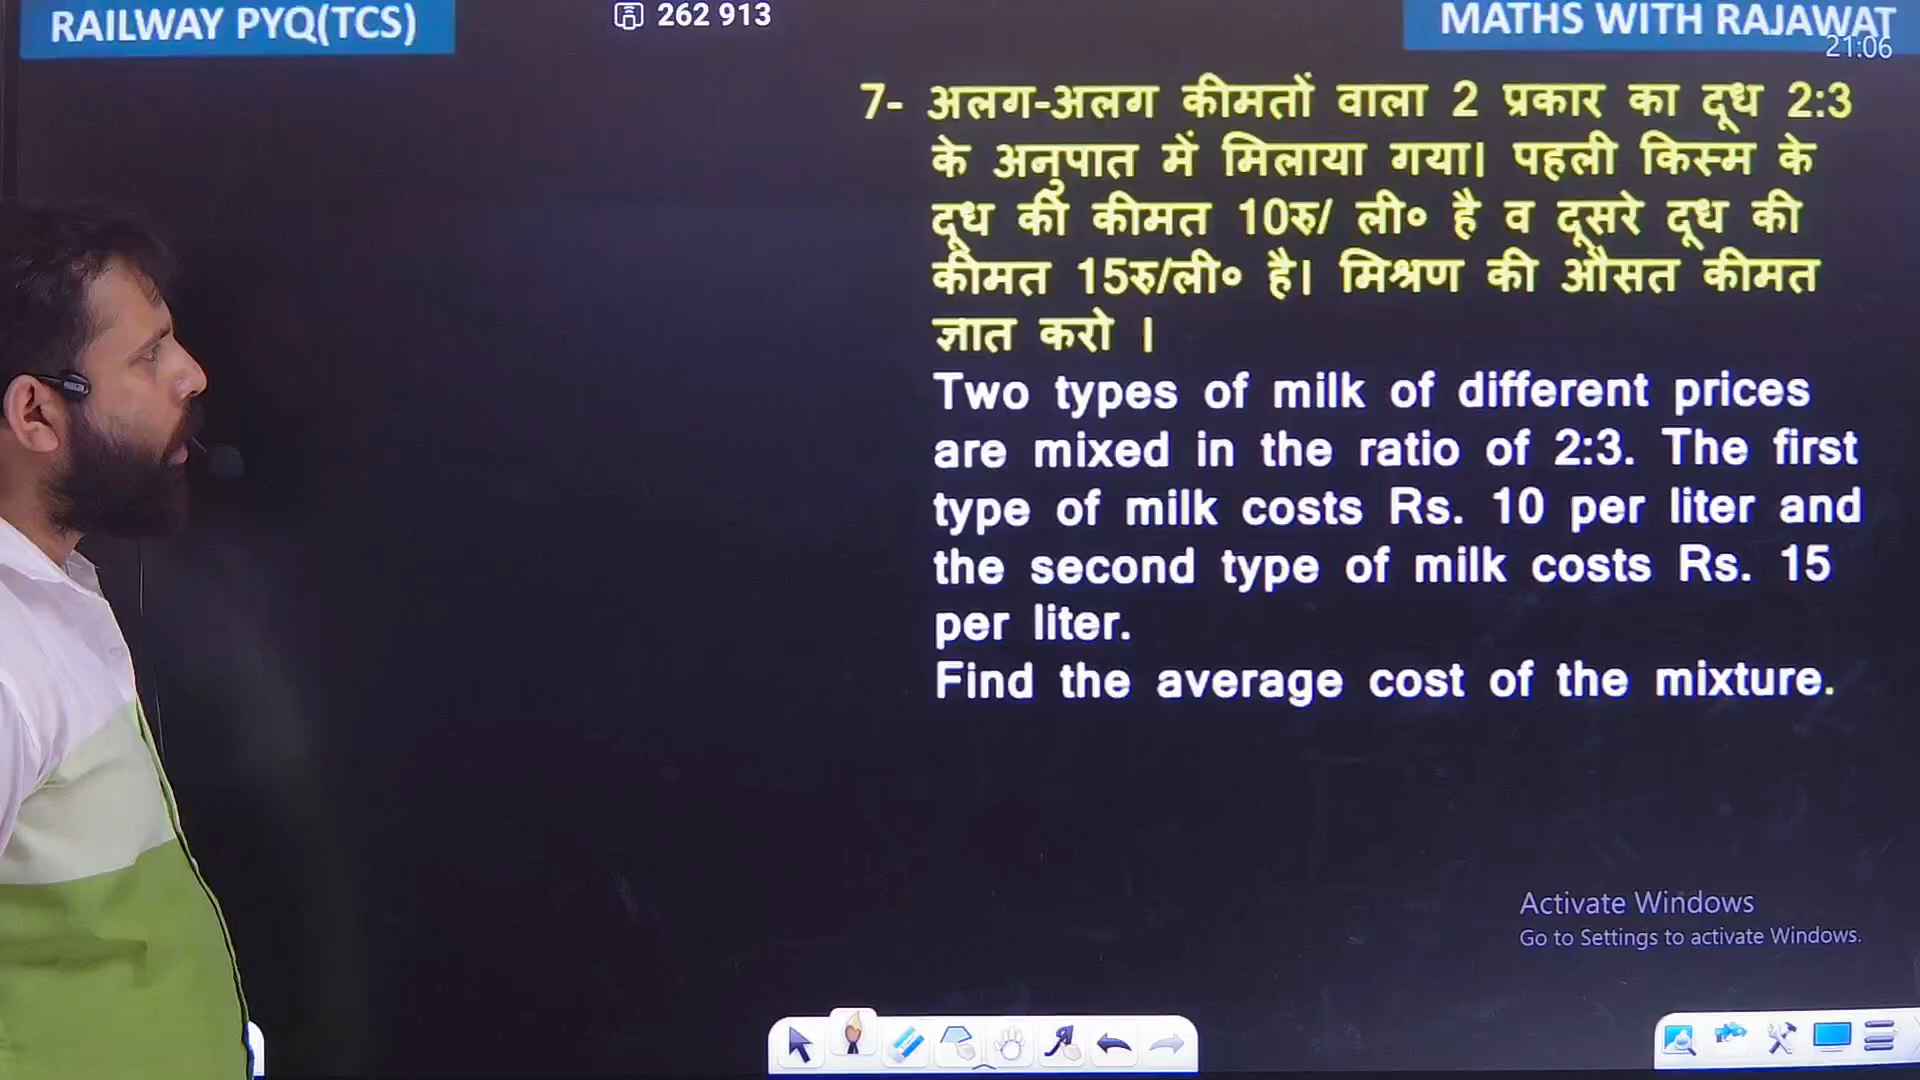 RAILWAY PYQ(TCS)
262 913
MATHS WITH RAJAWAT
21:06
7- अलग-अलग कीमतों वाला 2 प्रकार का दूध 2:3
के अनुपात में मिलाया गया। पहली किस्म के
दूध की कीमत 10रु/ ली० है व दूसरे दूध की
कीमत 15रु/ली० है। मिश्रण की औसत कीमत
ज्ञात करो ।
Two types of milk of different prices
are mixed in the ratio of 2:3. The first
type of milk costs Rs. 10 per liter and
the second type of milk costs Rs. 15
per liter.
Find the average cost of the mixture.
Activate Windows
Go to Settings to activate Windows.